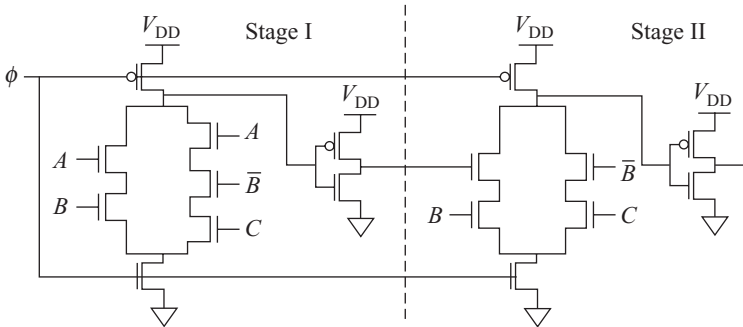 V_DD Stage I V_DD Stage II
ϕ
V_DD V_DD
A A
B B̅
C
B̅
B C